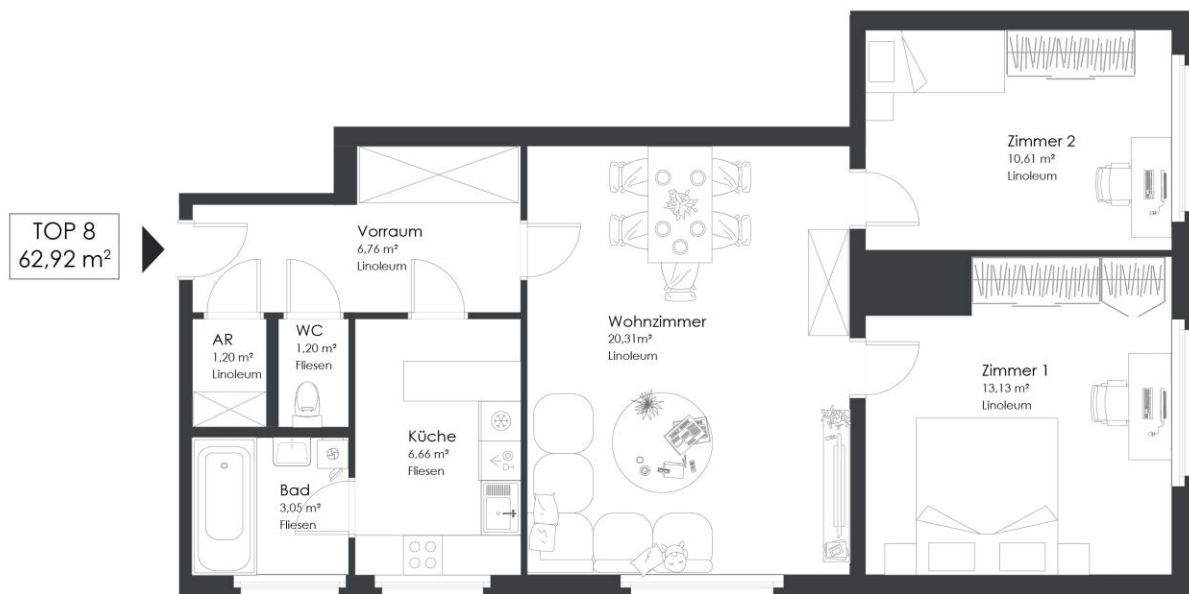 TOP 8
62,92 m²
Vorraum
6,76 m²
Linoleum
AR
1,20 m²
Linoleum
WC
1,20 m²
Fliesen
Küche
6,66 m²
Fliesen
Bad
3,05 m²
Fliesen
Wohnzimmer
20,31m²
Linoleum
Zimmer 2
10,61 m²
Linoleum
Zimmer 1
13,13 m²
Linoleum